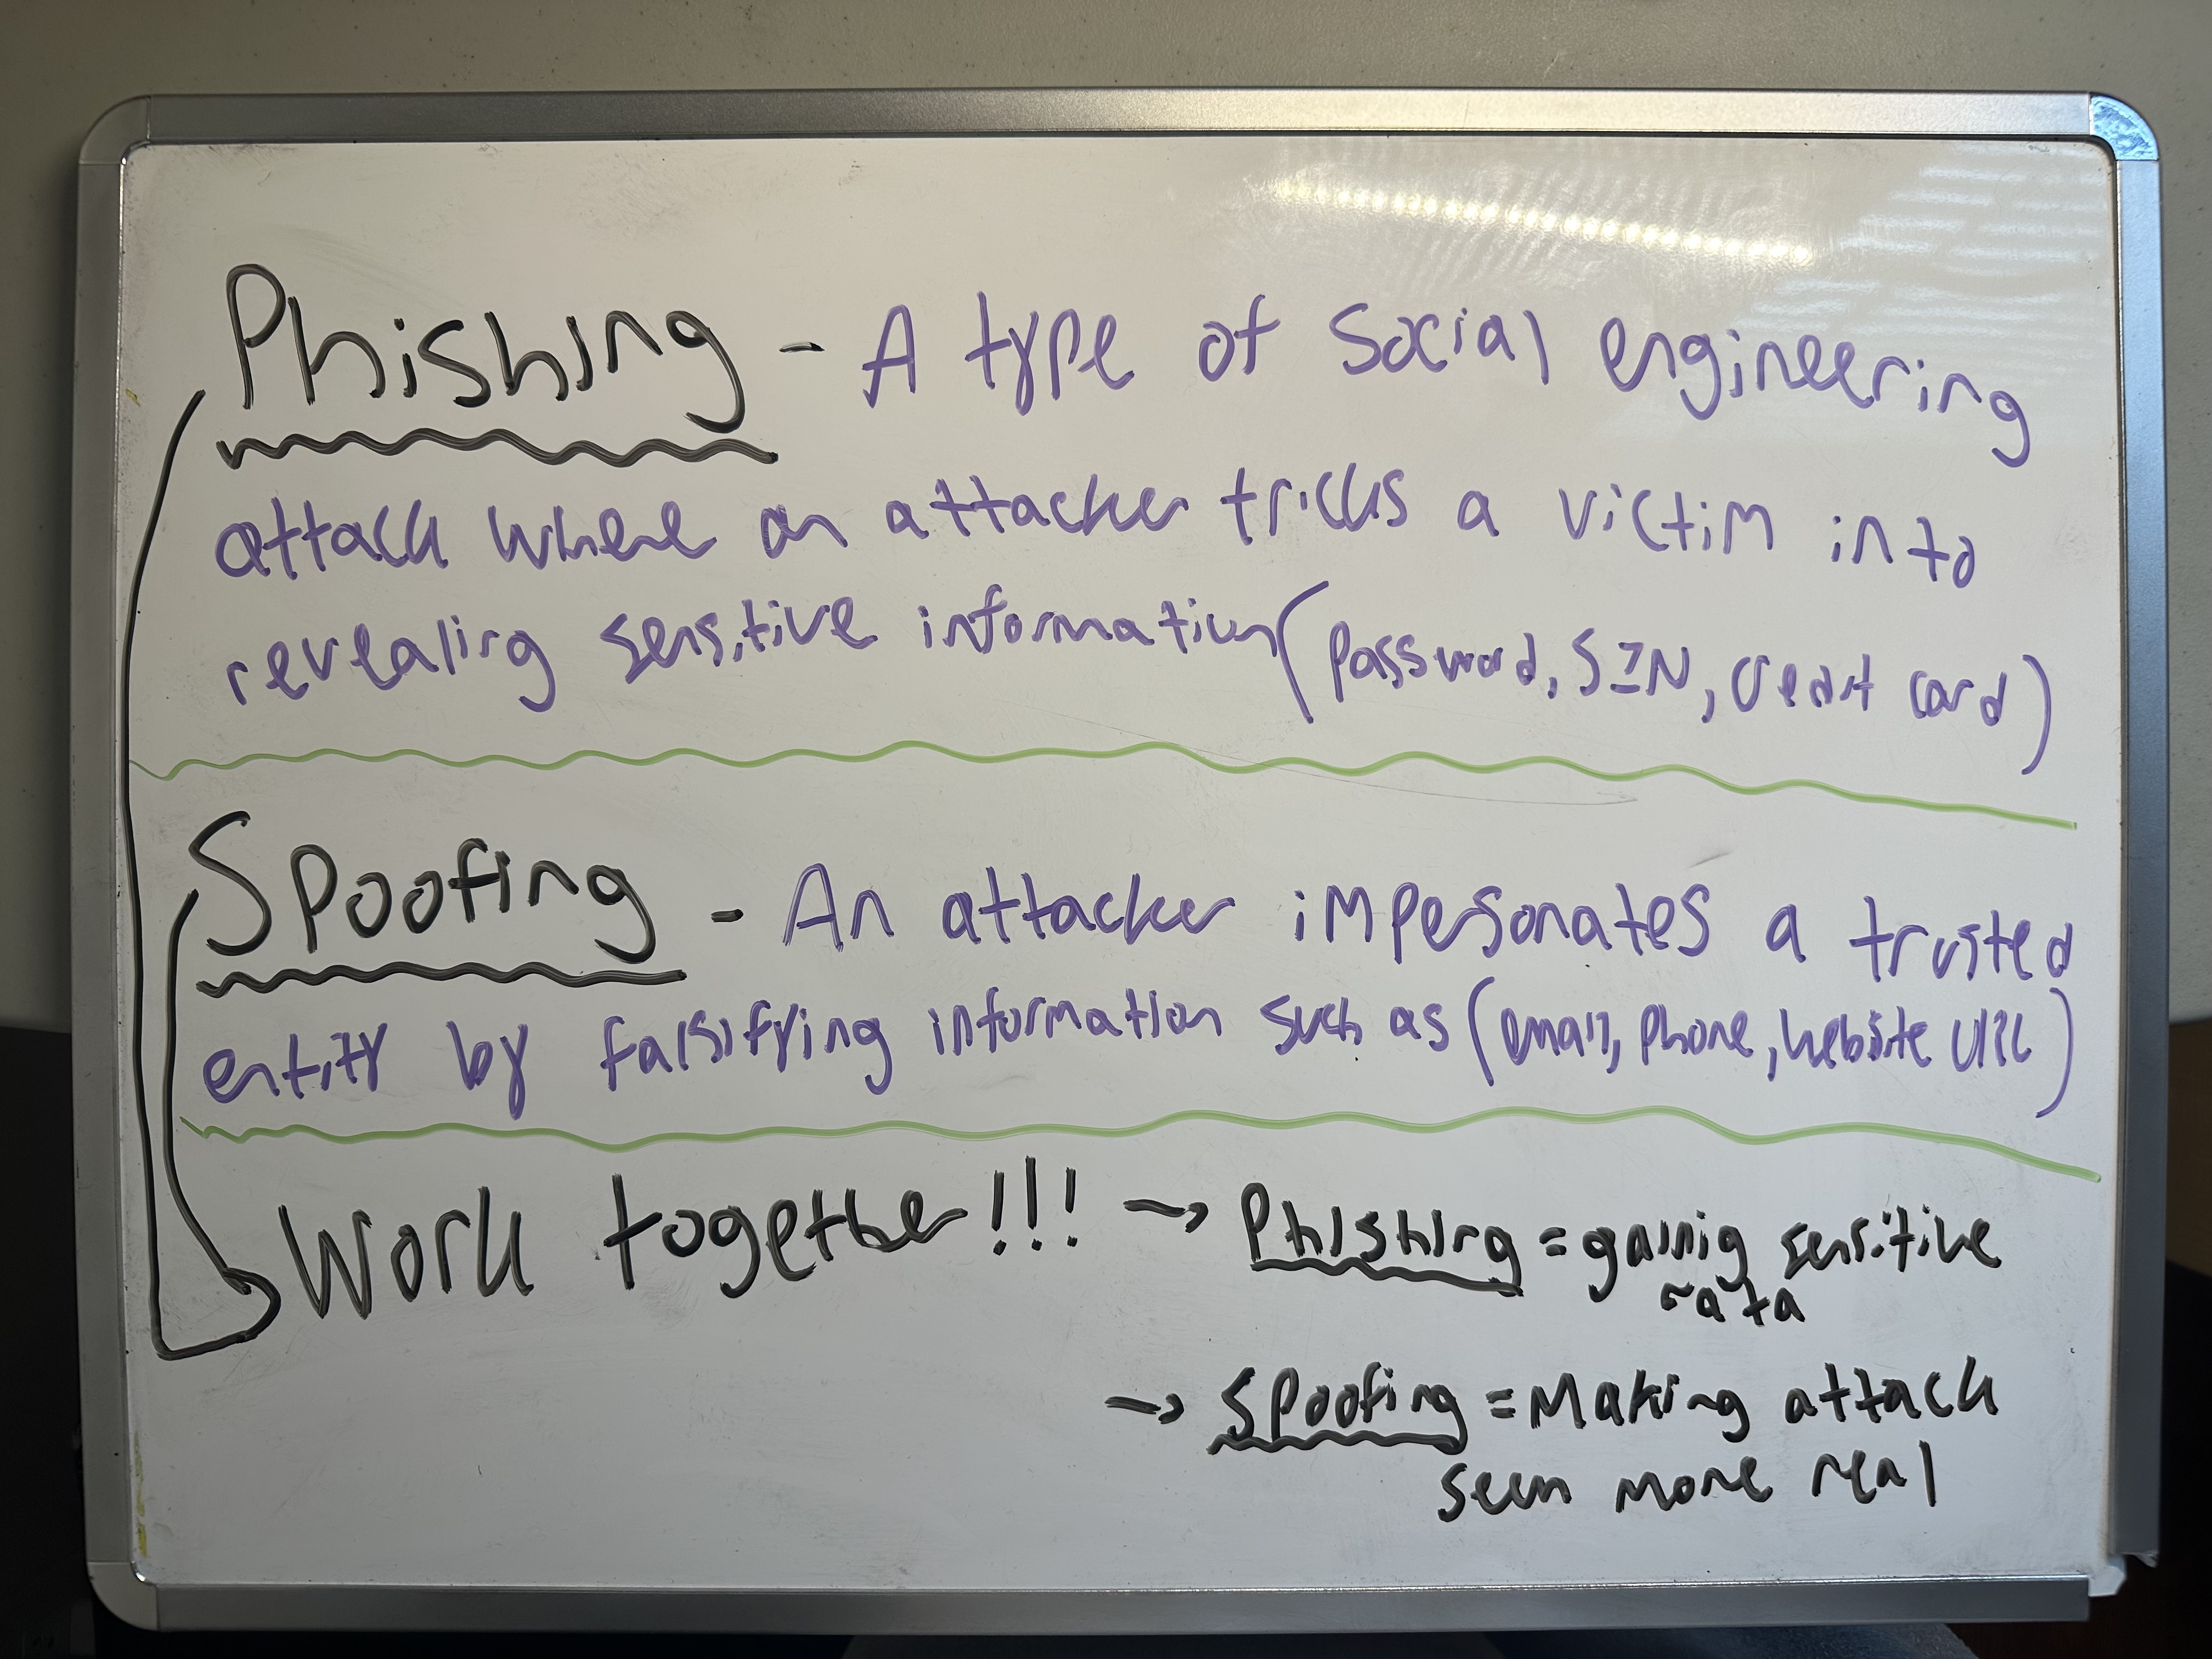 Phishing - A type of Social engineering
attack where an attacker tricks a victim into
revealing sensitive information (Password, SIN, credit card)
Spoofing - An attacker impersonates a trusted
entity by falsifying information such as (email, Phone, website URL)
Work together!!! → Phishing = gainig sensitive
data
→ Spoofing = Making attack
seem more real